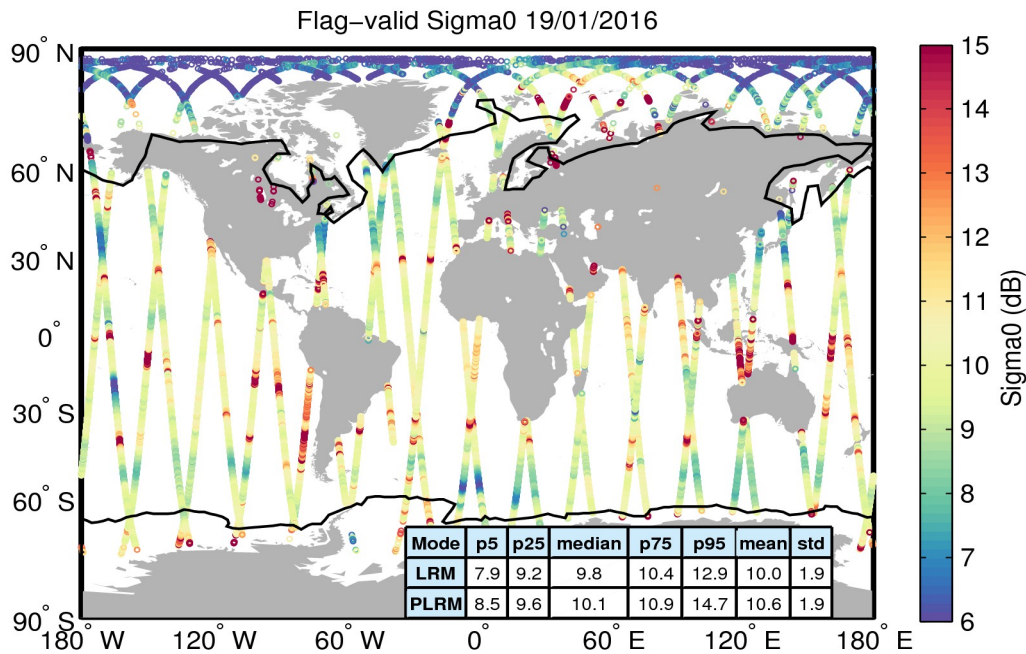 Flag-valid Sigma0 19/01/2016
90° N
60° N
30° N
0°
30° S
60° S
90° S
180° W
120° W
60° W
0°
60° E
120° E
180° E
Mode p5 p25 median p75 p95 mean std
LRM 7.9 9.2 9.8 10.4 12.9 10.0 1.9
PLRM 8.5 9.6 10.1 10.9 14.7 10.6 1.9
15
14
13
12
11
10
9
8
7
6
Sigma0 (dB)